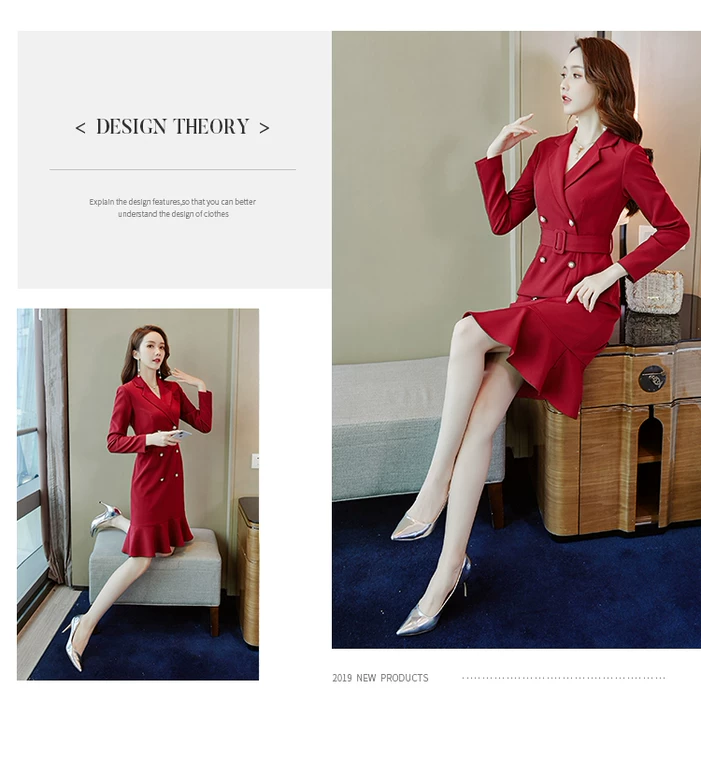 < DESIGN THEORY >
Explain the design features,so that you can better
understand the design of clothes
2019 NEW PRODUCTS